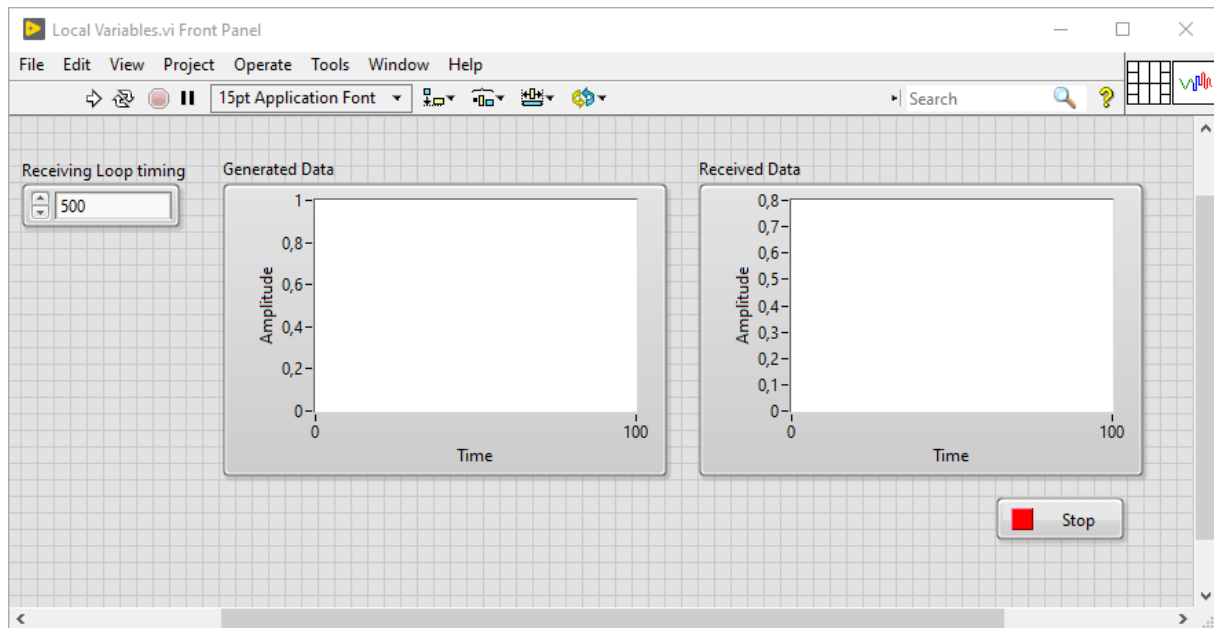 Local Variables.vi Front Panel
File Edit View Project Operate Tools Window Help
15pt Application Font
Search
Receiving Loop timing
500
Generated Data
1
0,8
0,6
0,4
0,2
0
Amplitude
0 100
Time
Received Data
0,8
0,7
0,6
0,5
0,4
0,3
0,2
0,1
0
Amplitude
0 100
Time
Stop